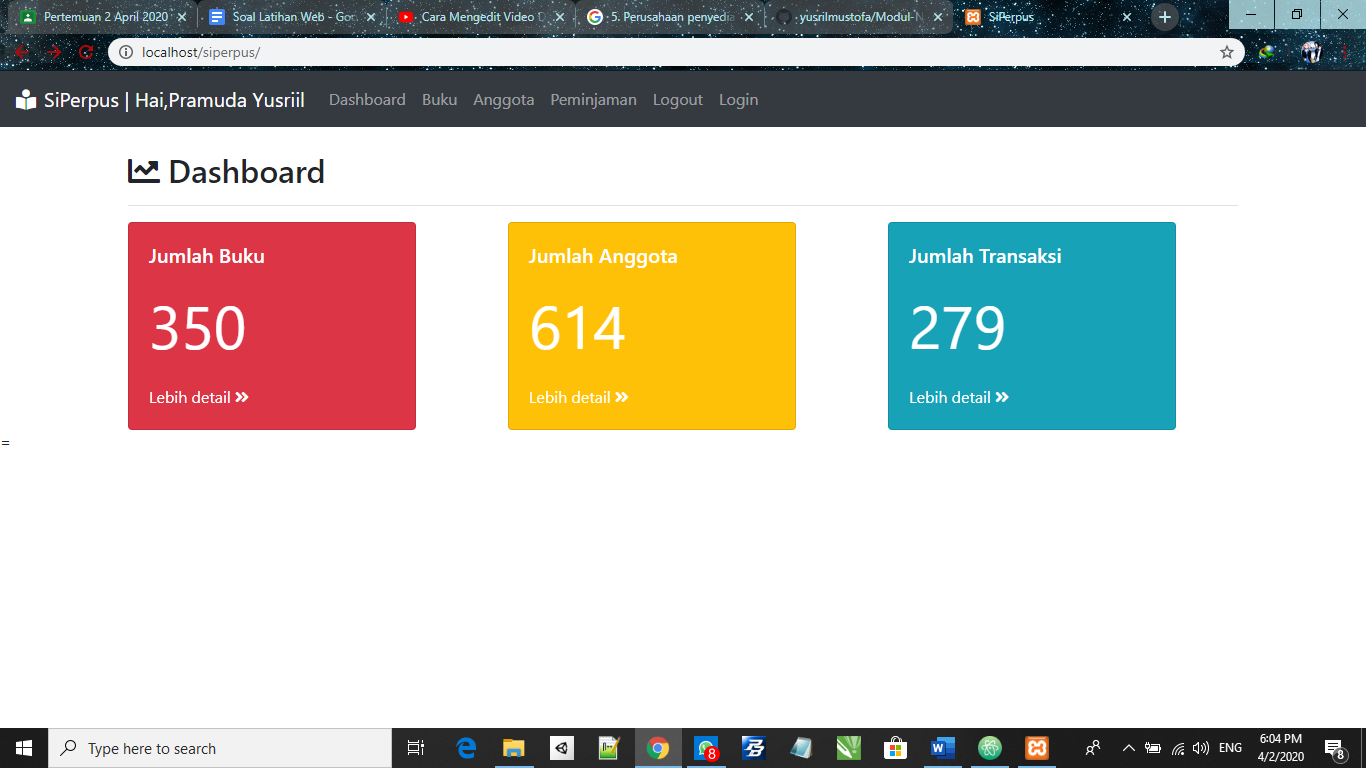 Pertemuan 2 April 2020
Soal Latihan Web - Goo
Cara Mengedit Video D
5. Perusahaan penyedia
yusrilmustofa/Modul-N
SiPerpus
localhost/siperpus/
SiPerpus | Hai,Pramuda Yusriil
Dashboard
Buku
Anggota
Peminjaman
Logout
Login
Dashboard
Jumlah Buku
350
Lebih detail »
Jumlah Anggota
614
Lebih detail »
Jumlah Transaksi
279
Lebih detail »
=
Type here to search
8
ENG
6:04 PM
4/2/2020
8